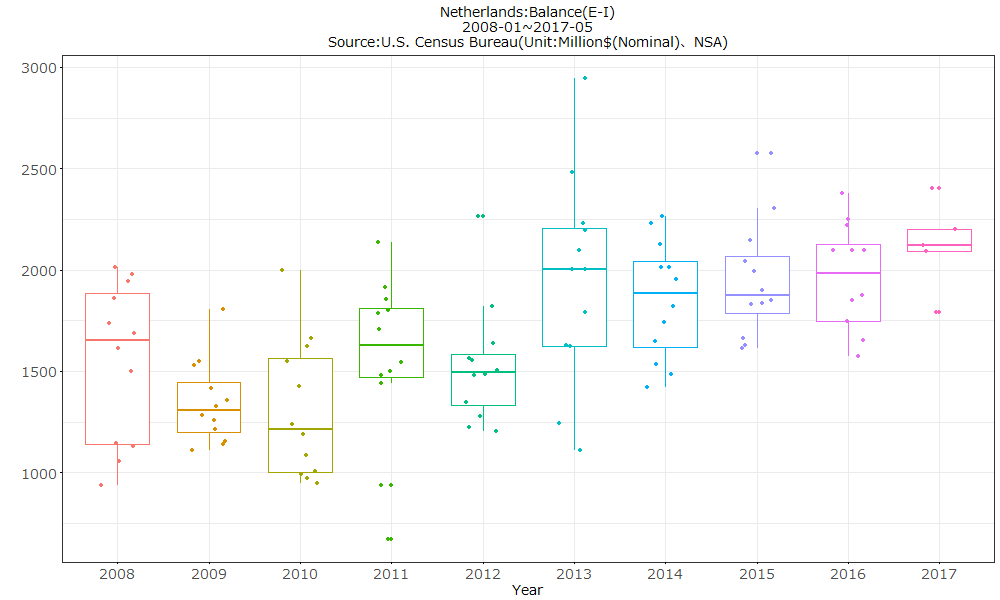 Netherlands:Balance(E-I)
2008-01~2017-05
Source:U.S. Census Bureau(Unit:Million$(Nominal)、NSA)
3000
2500
2000
1500
1000
2008 2009 2010 2011 2012 2013 2014 2015 2016 2017
Year